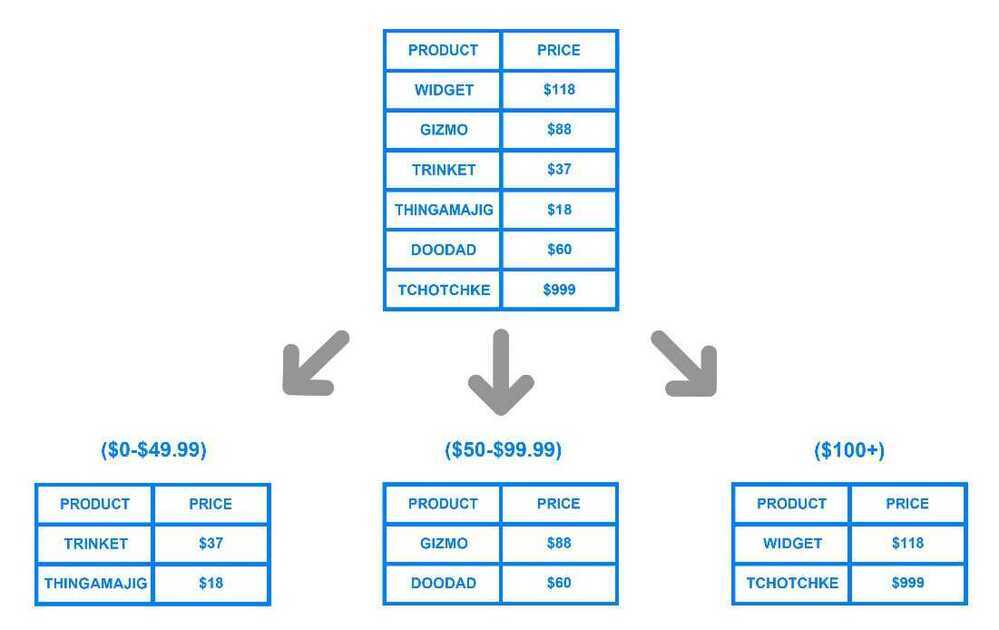 PRODUCT PRICE
WIDGET $118
GIZMO $88
TRINKET $37
THINGAMAJIG $18
DOODAD $60
TCHOTCHKE $999
($0-$49.99)
PRODUCT PRICE
TRINKET $37
THINGAMAJIG $18
($50-$99.99)
PRODUCT PRICE
GIZMO $88
DOODAD $60
($100+)
PRODUCT PRICE
WIDGET $118
TCHOTCHKE $999